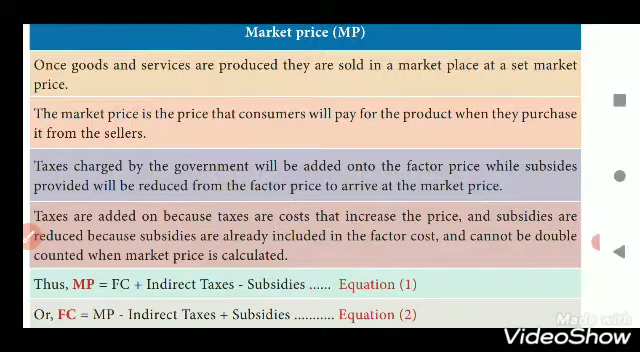 Market price (MP)
Once goods and services are produced they are sold in a market place at a set market
price.
The market price is the price that consumers will pay for the product when they purchase
it from the sellers.
Taxes charged by the government will be added onto the factor price while subsides
provided will be reduced from the factor price to arrive at the market price.
Taxes are added on because taxes are costs that increase the price, and subsidies are
reduced because subsidies are already included in the factor cost, and cannot be double
counted when market price is calculated.
Thus, MP = FC + Indirect Taxes - Subsidies ...... Equation (1)
Or, FC = MP - Indirect Taxes + Subsidies .......... Equation (2)
Made with
VideoShow